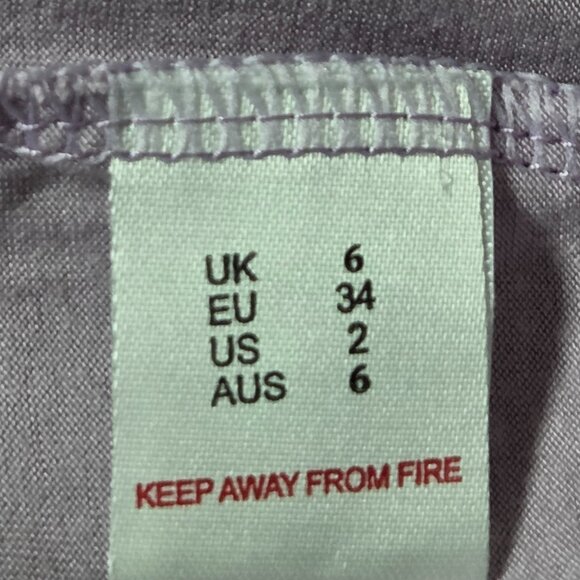 UK 6
EU 34
US 2
AUS 6
KEEP AWAY FROM FIRE